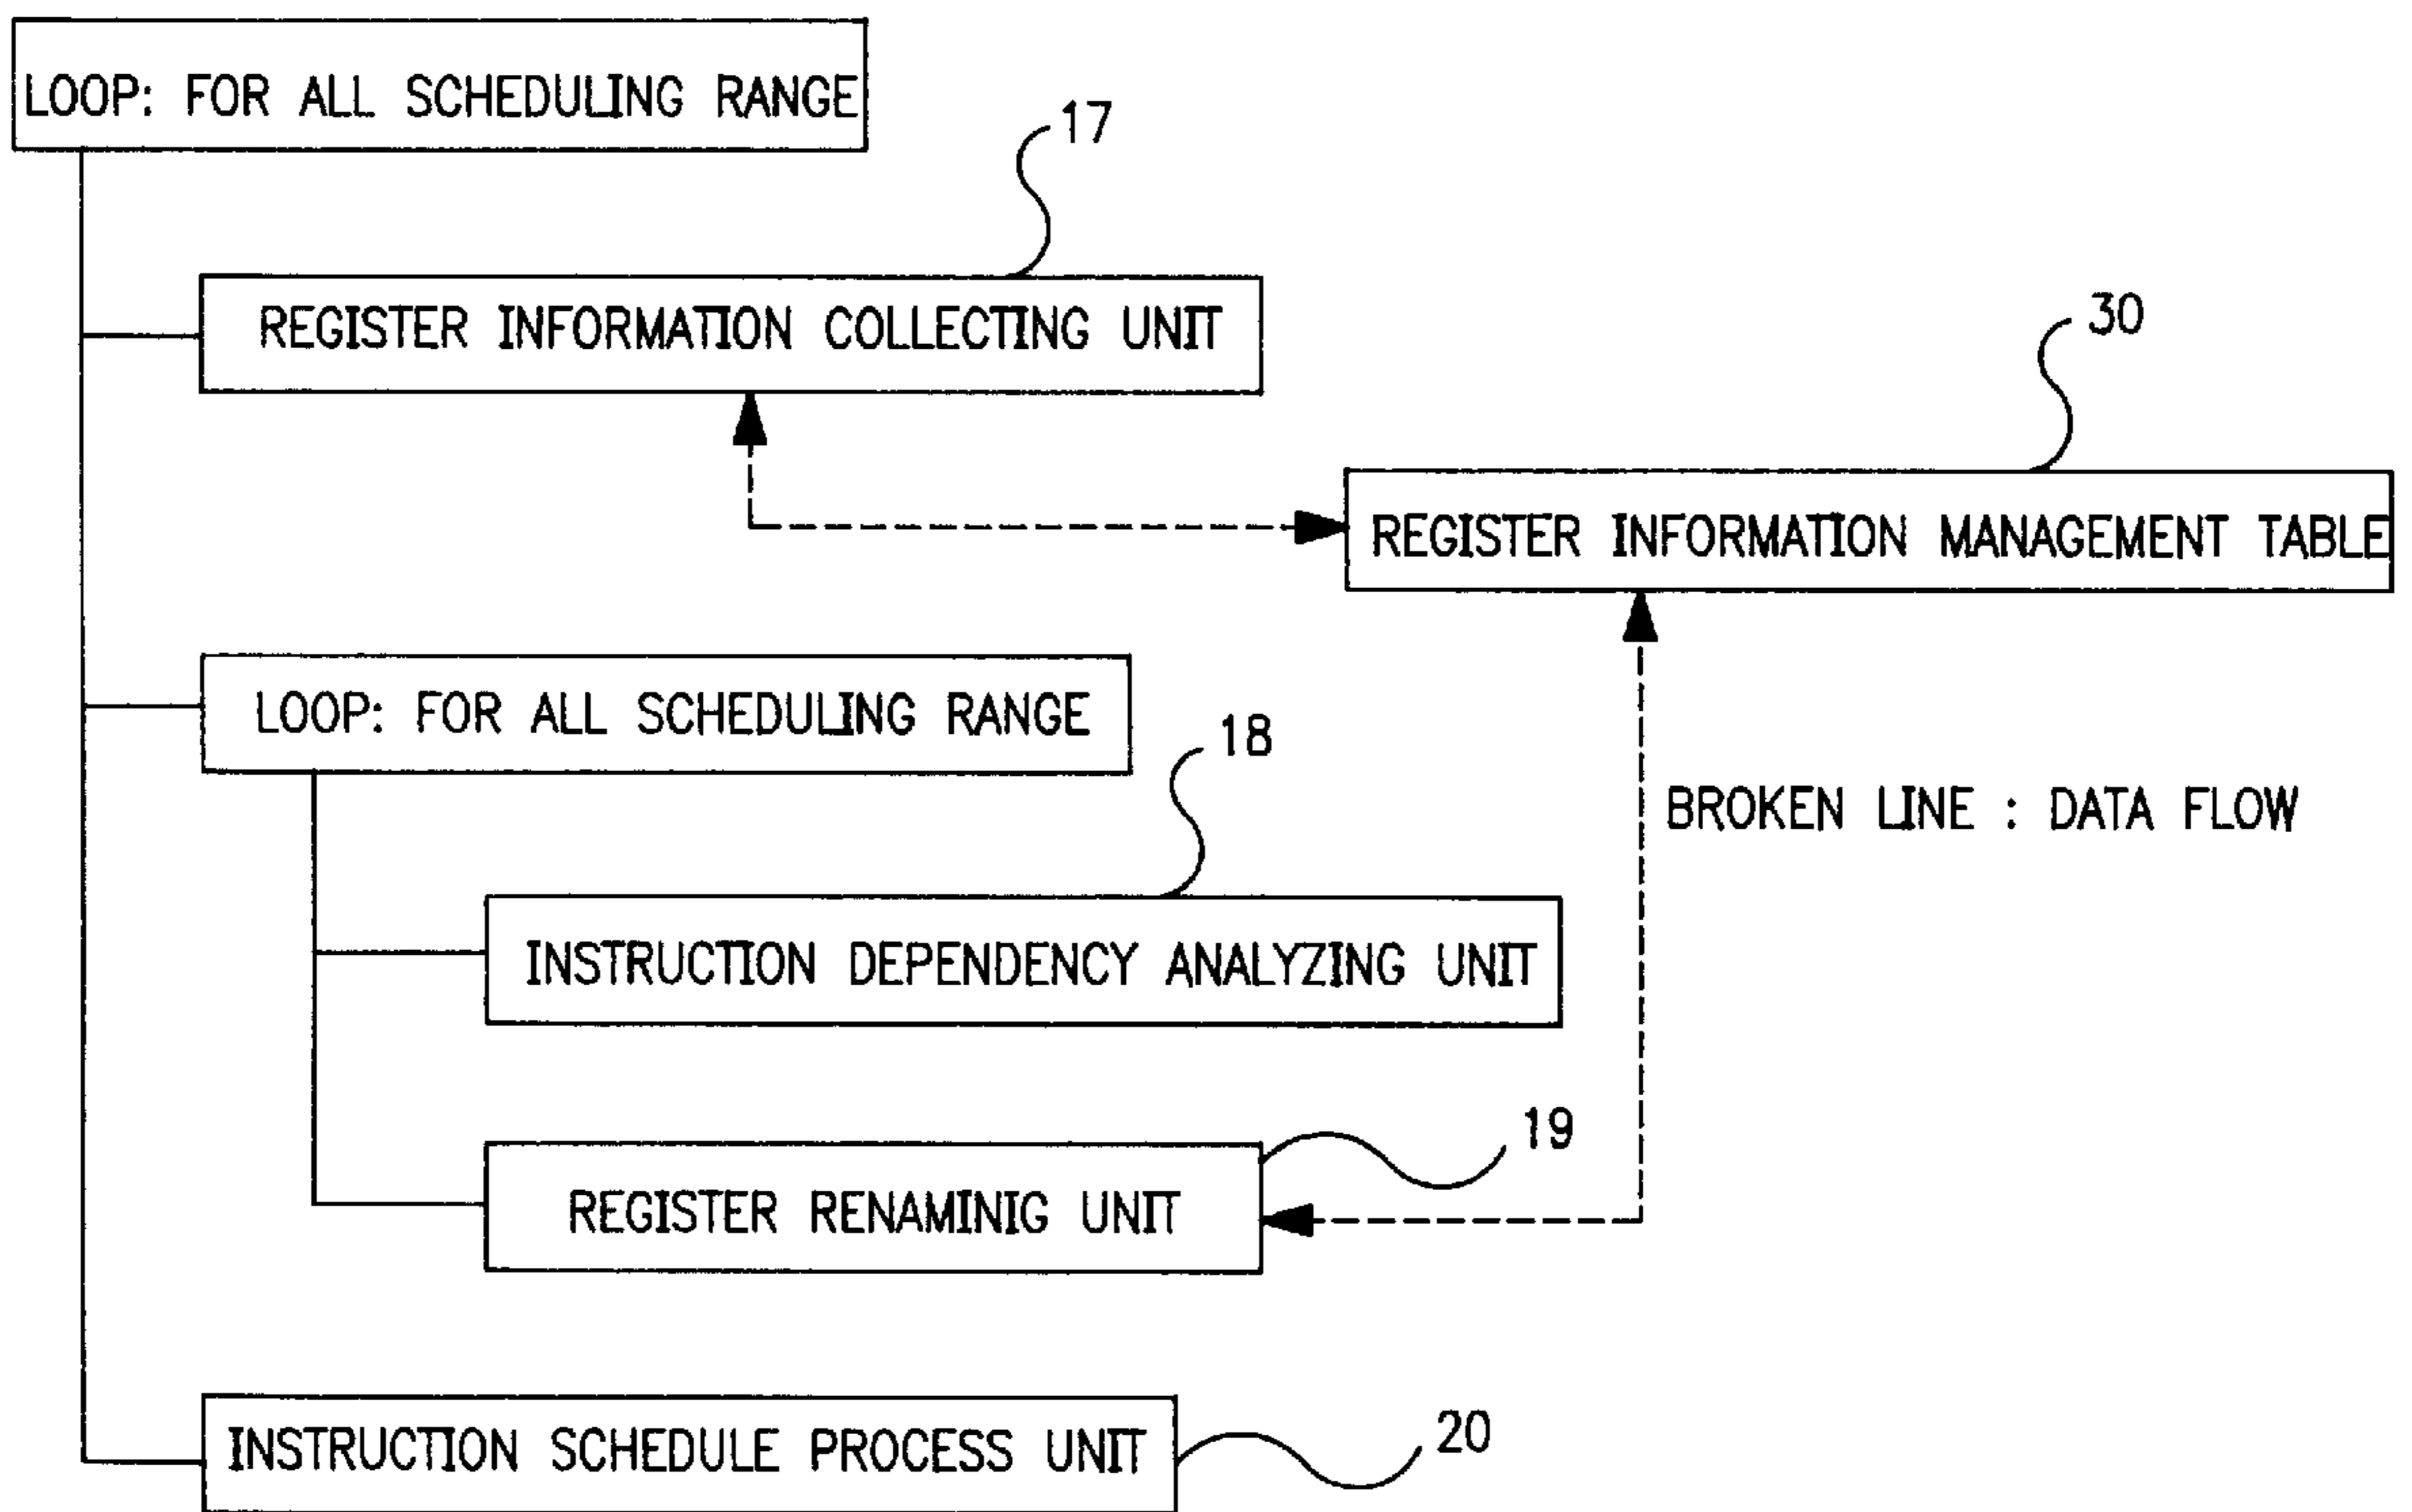 LOOP: FOR ALL SCHEDULING RANGE
17
REGISTER INFORMATION COLLECTING UNIT
30
REGISTER INFORMATION MANAGEMENT TABLE
LOOP: FOR ALL SCHEDULING RANGE
18
BROKEN LINE : DATA FLOW
INSTRUCTION DEPENDENCY ANALYZING UNIT
19
REGISTER RENAMINIG UNIT
20
INSTRUCTION SCHEDULE PROCESS UNIT